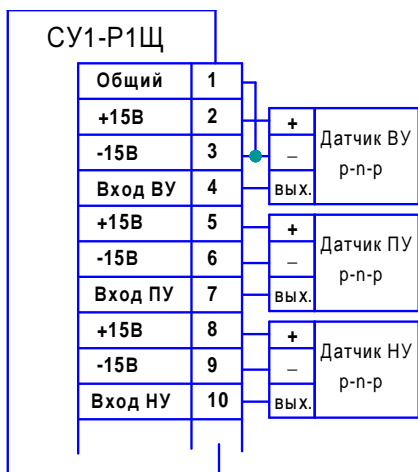 СУ1-Р1Щ
Общий 1
+15В 2
-15В 3
Вход ВУ 4
+15В 5
-15В 6
Вход ПУ 7
+15В 8
-15В 9
Вход НУ 10
+
–
вых.
Датчик ВУ
p-n-p
+
–
вых.
Датчик ПУ
p-n-p
+
–
вых.
Датчик НУ
p-n-p